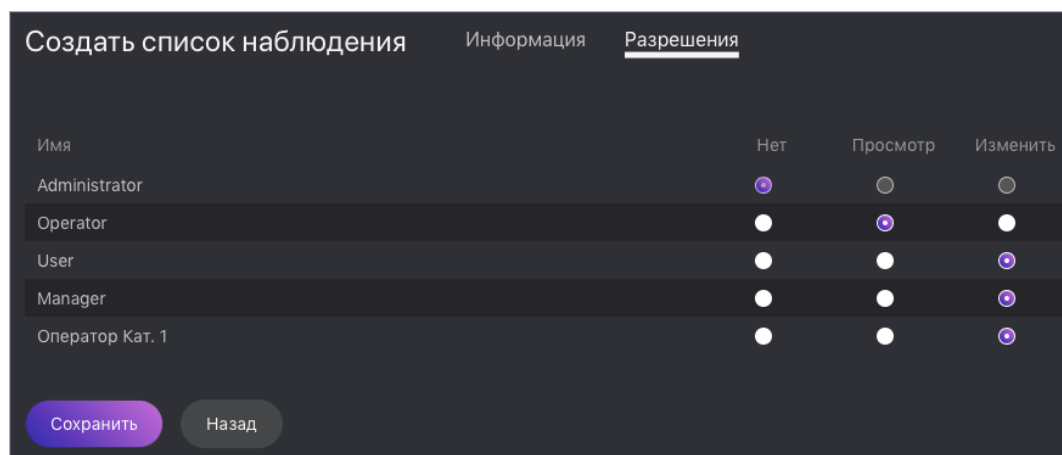 Создать список наблюдения Информация Разрешения
Имя Нет Просмотр Изменить
Administrator
Operator
User
Manager
Оператор Кат. 1
Сохранить Назад